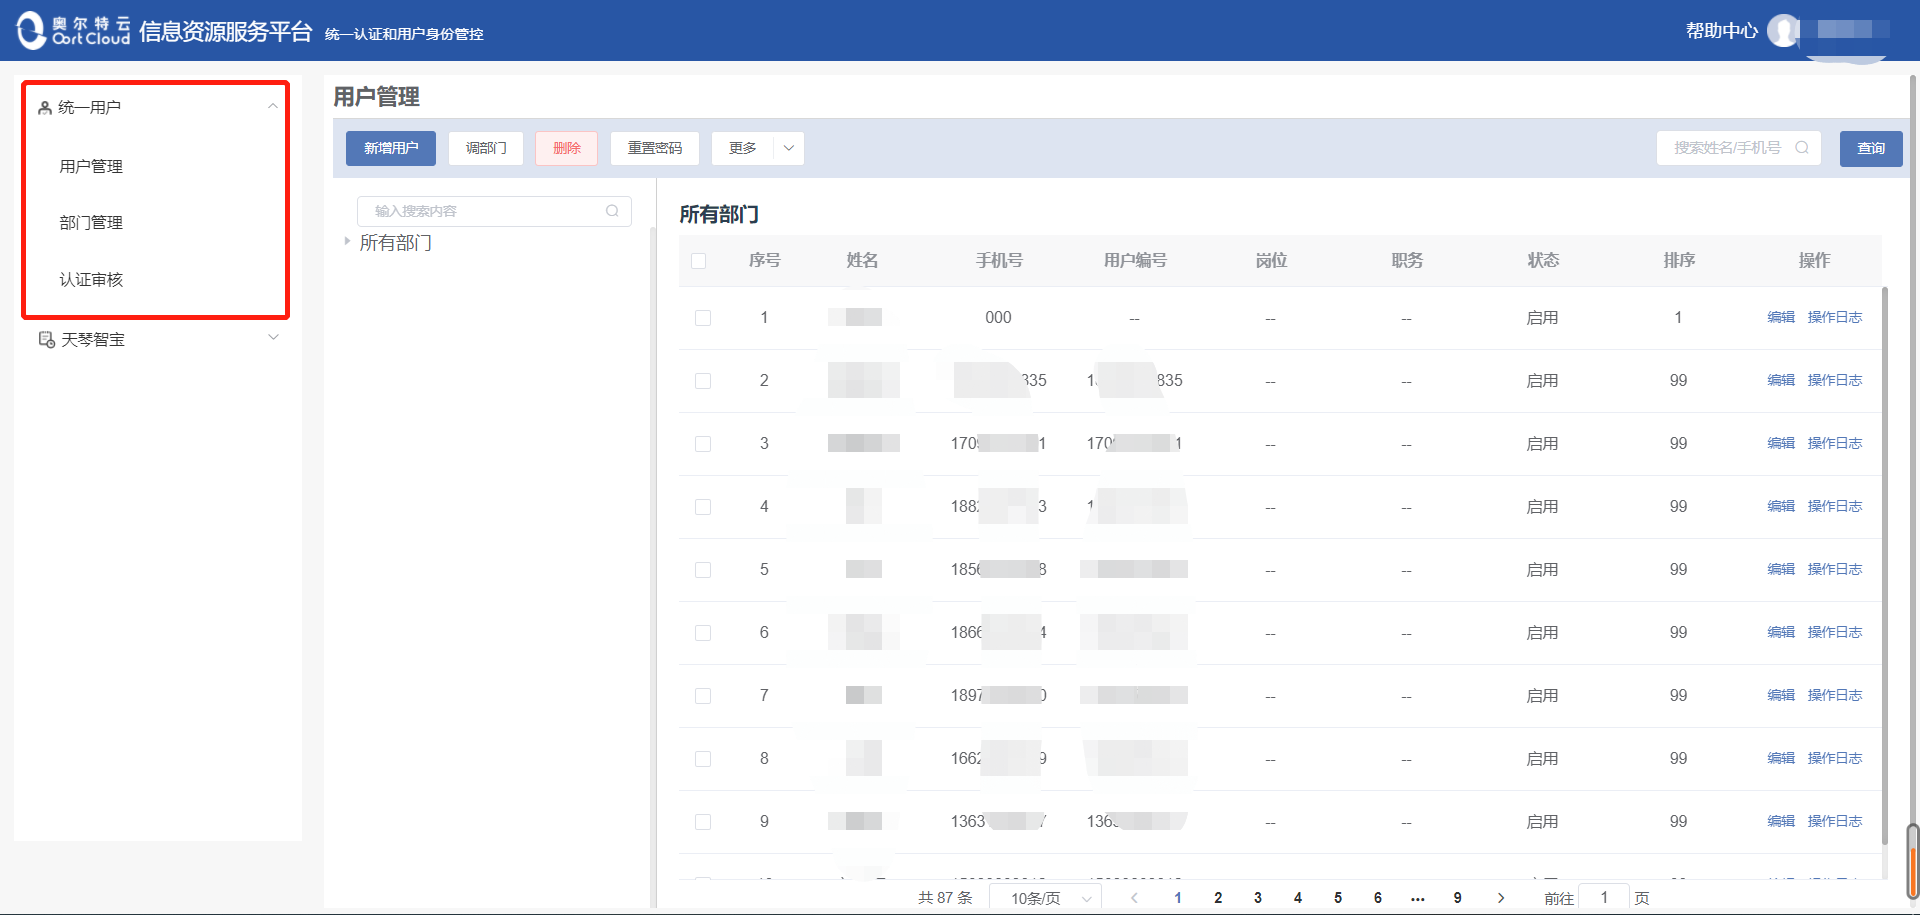 奥尔特云
Oort Cloud
信息资源服务平台 统一认证和用户身份管控
帮助中心
统一用户
用户管理
部门管理
认证审核
天琴智宝
用户管理
新增用户 调部门 删除 重置密码 更多
搜索姓名/手机号 查询
输入搜索内容
所有部门
所有部门
序号 姓名 手机号 用户编号 岗位 职务 状态 排序 操作
1 000 -- -- -- 启用 1 编辑 操作日志
2 335 1 835 -- -- 启用 99 编辑 操作日志
3 170 1 170 1 -- -- 启用 99 编辑 操作日志
4 188 3 1 -- -- 启用 99 编辑 操作日志
5 185 8 -- -- 启用 99 编辑 操作日志
6 186 4 -- -- 启用 99 编辑 操作日志
7 1897 0 -- -- 启用 99 编辑 操作日志
8 166 9 -- -- 启用 99 编辑 操作日志
9 1363 7 136 -- -- 启用 99 编辑 操作日志
共 87 条 10条/页 1 2 3 4 5 6 ... 9 前往 1 页